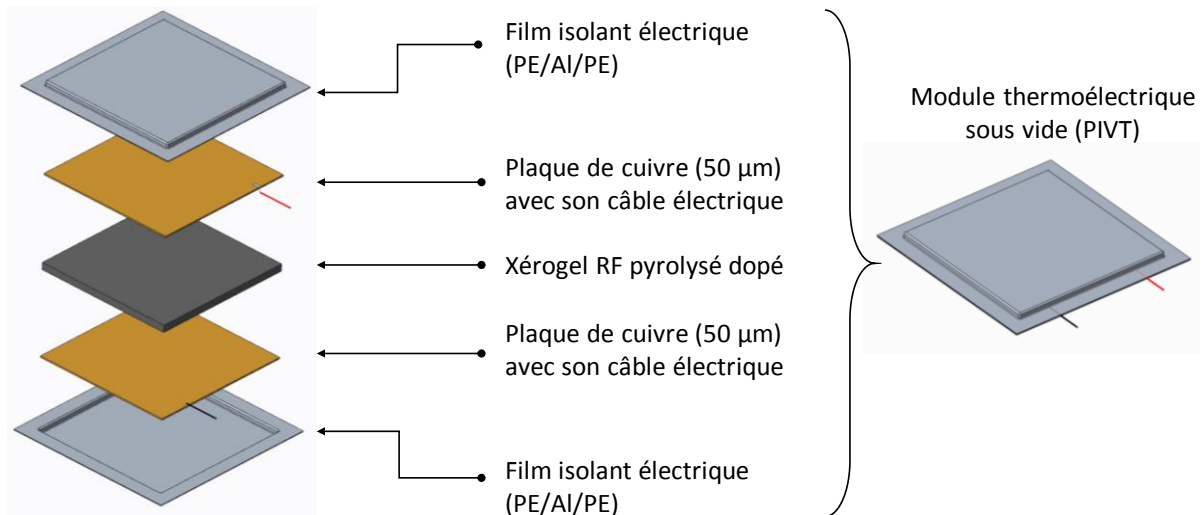 Film isolant électrique
(PE/Al/PE)
Plaque de cuivre (50 µm)
avec son câble électrique
Xérogel RF pyrolysé dopé
Plaque de cuivre (50 µm)
avec son câble électrique
Film isolant électrique
(PE/Al/PE)
Module thermoélectrique
sous vide (PIVT)